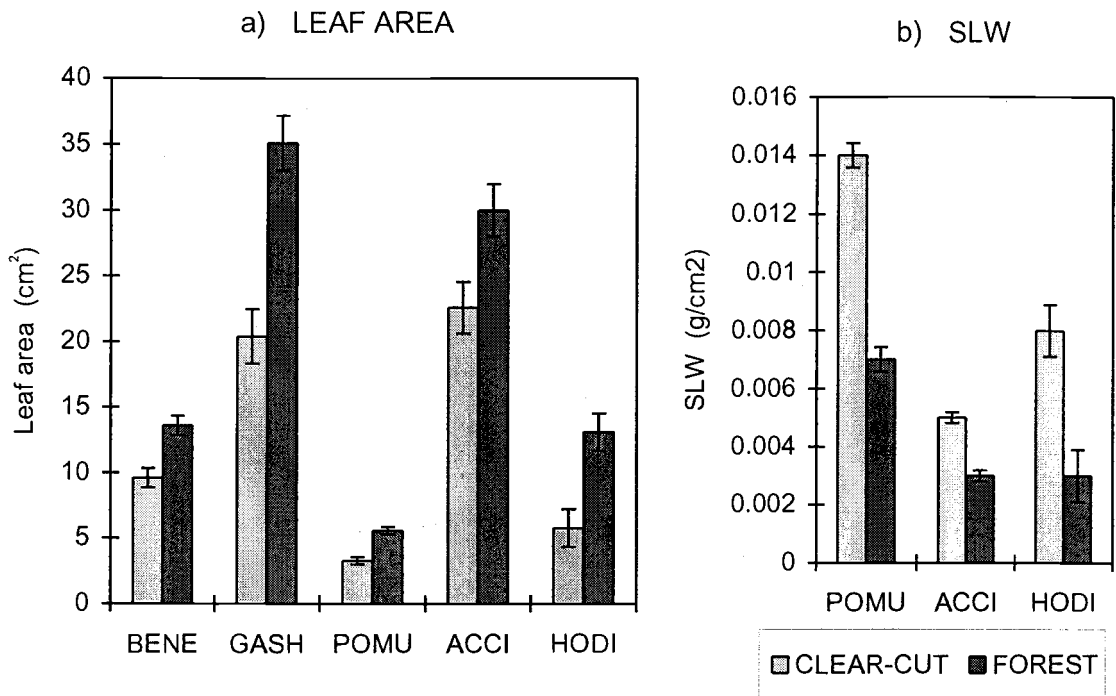 a) LEAF AREA
Leaf area (cm²)
40
35
30
25
20
15
10
5
0
BENE GASH POMU ACCI HODI
b) SLW
SLW (g/cm2)
0.016
0.014
0.012
0.01
0.008
0.006
0.004
0.002
0
POMU ACCI HODI
CLEAR-CUT FOREST